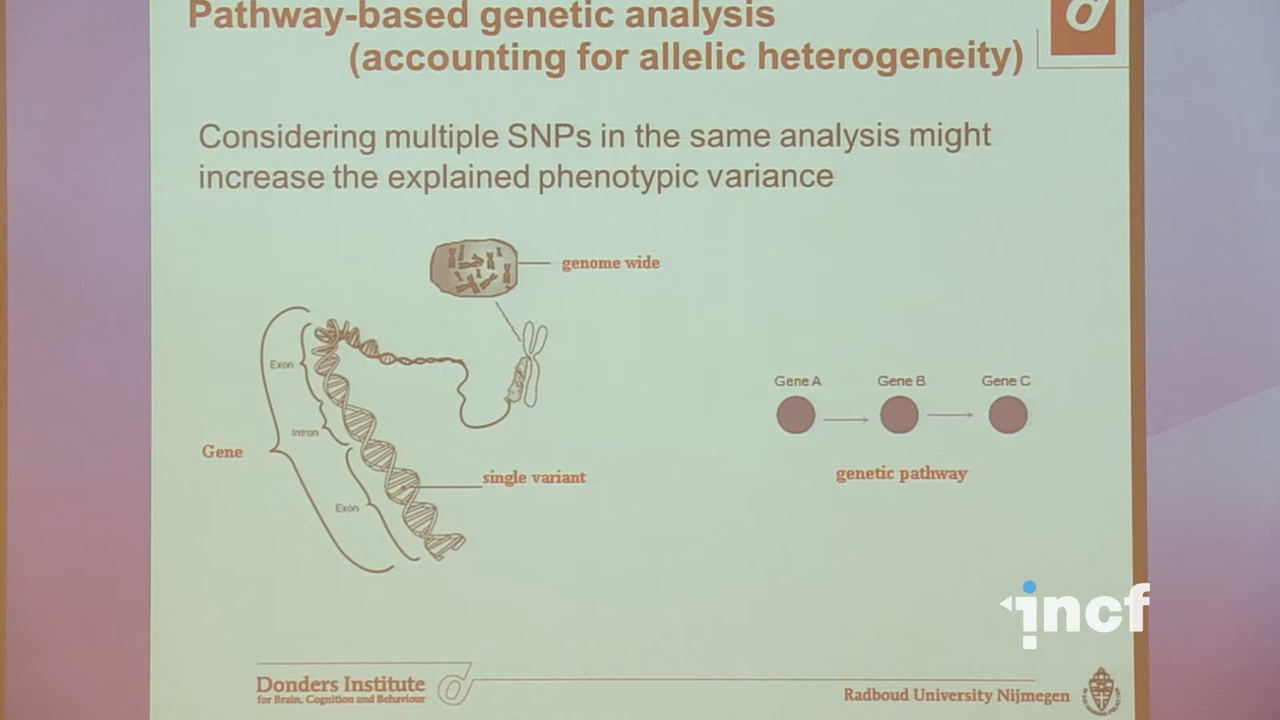 Pathway-based genetic analysis
(accounting for allelic heterogeneity)
Considering multiple SNPs in the same analysis might
increase the explained phenotypic variance
genome wide
Exon
Intron
Gene
single variant
Exon
Gene A
Gene B
Gene C
genetic pathway
incf
Donders Institute
for Brain, Cognition and Behaviour
Radboud University Nijmegen